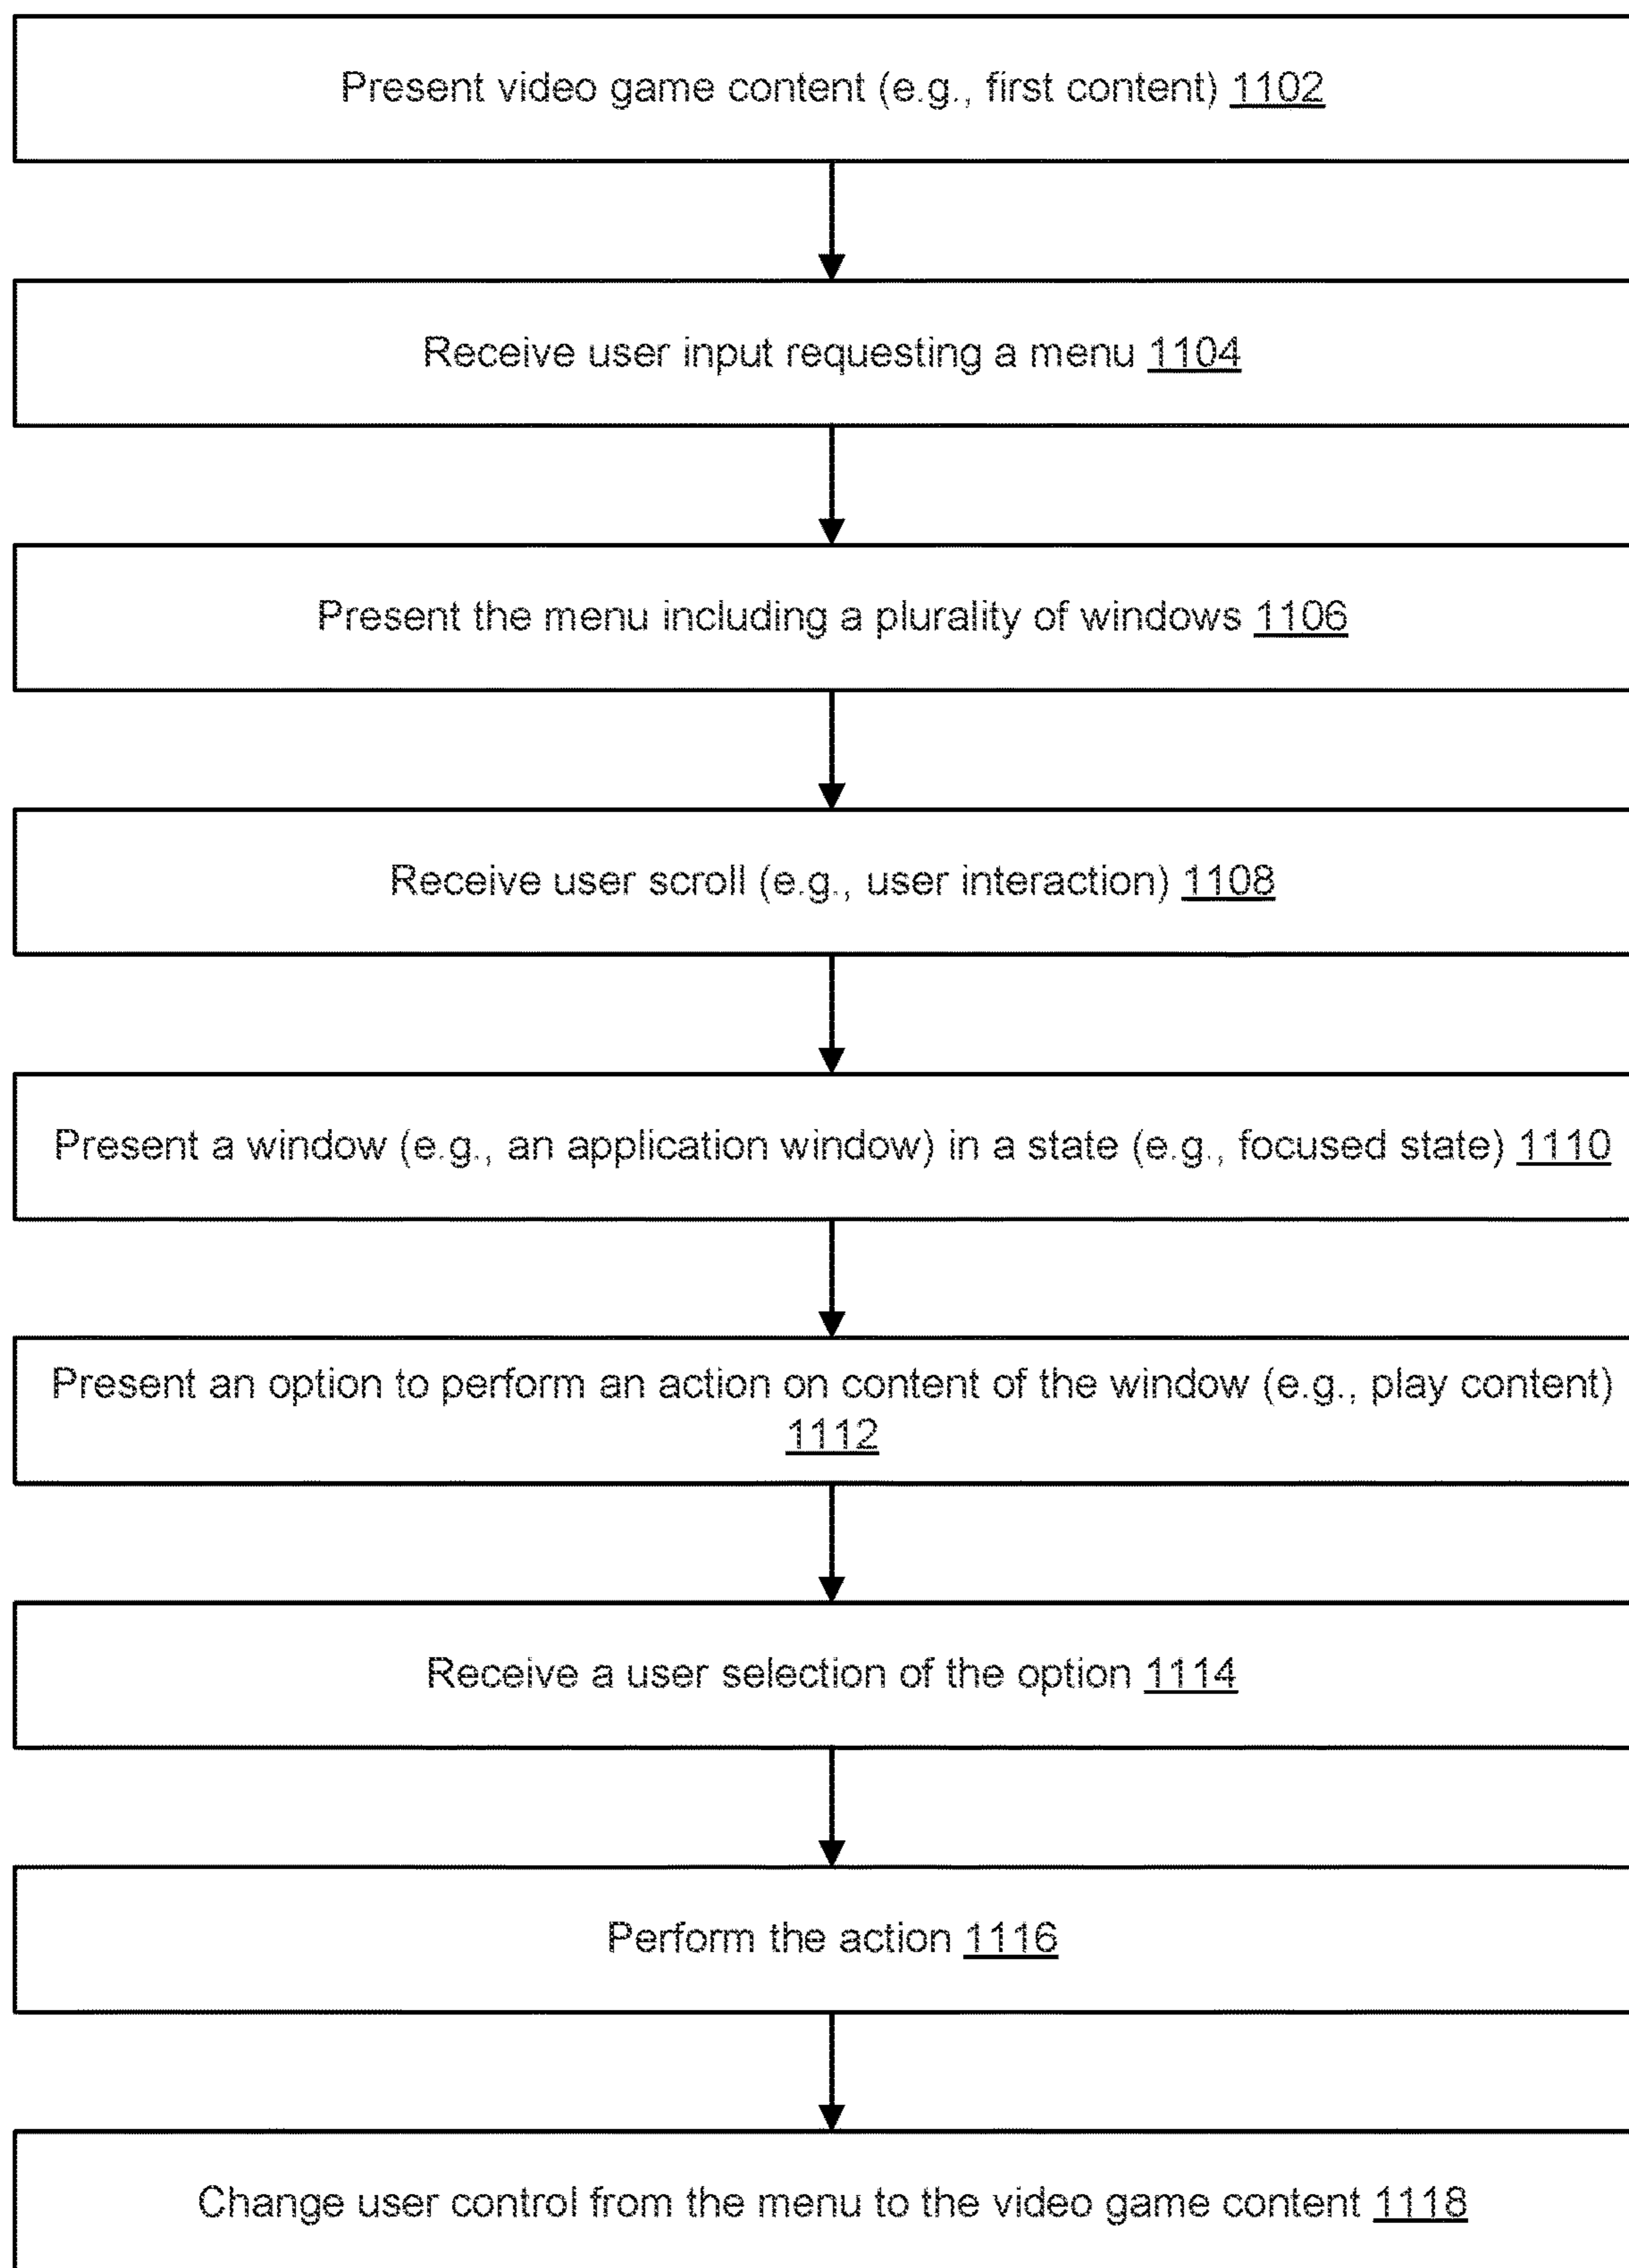 Present video game content (e.g., first content) 1102
Receive user input requesting a menu 1104
Present the menu including a plurality of windows 1106
Receive user scroll (e.g., user interaction) 1108
Present a window (e.g., an application window) in a state (e.g., focused state) 1110
Present an option to perform an action on content of the window (e.g., play content)
1112
Receive a user selection of the option 1114
Perform the action 1116
Change user control from the menu to the video game content 1118